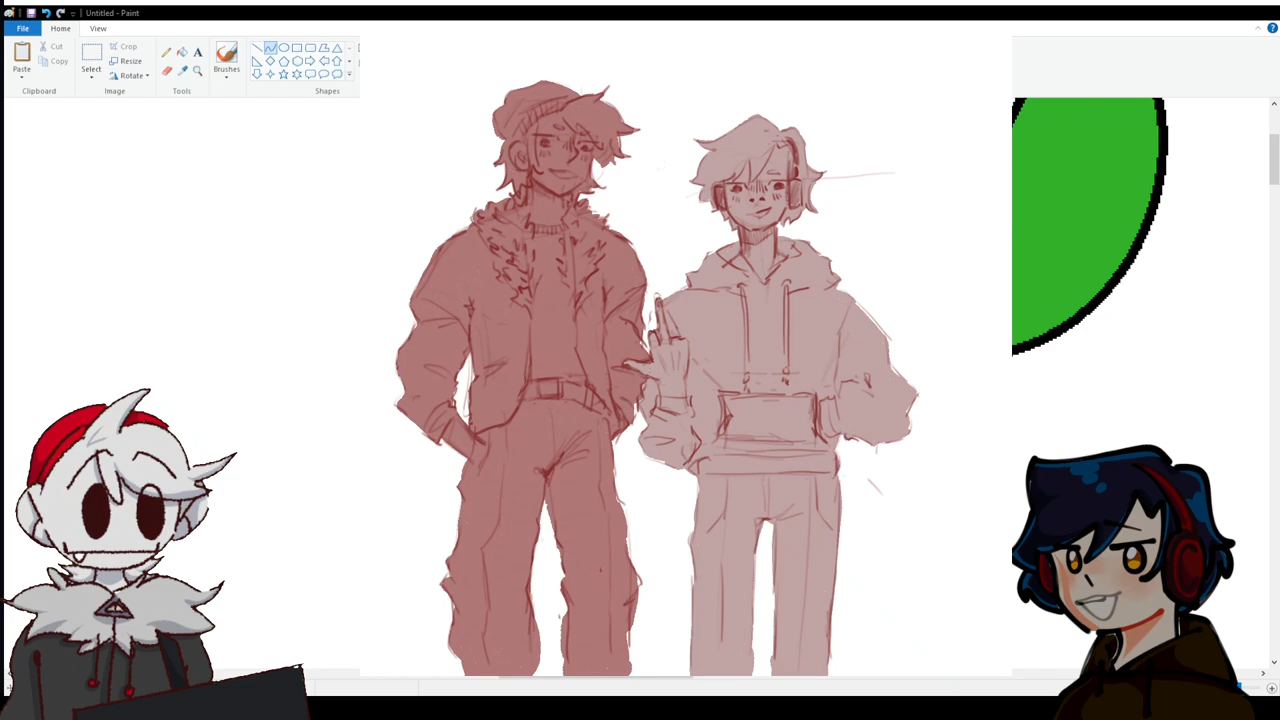 Untitled - Paint
File Home View
Paste
Cut
Copy
Clipboard
Select
Crop
Resize
Rotate
Image
Tools
Brushes
Shapes